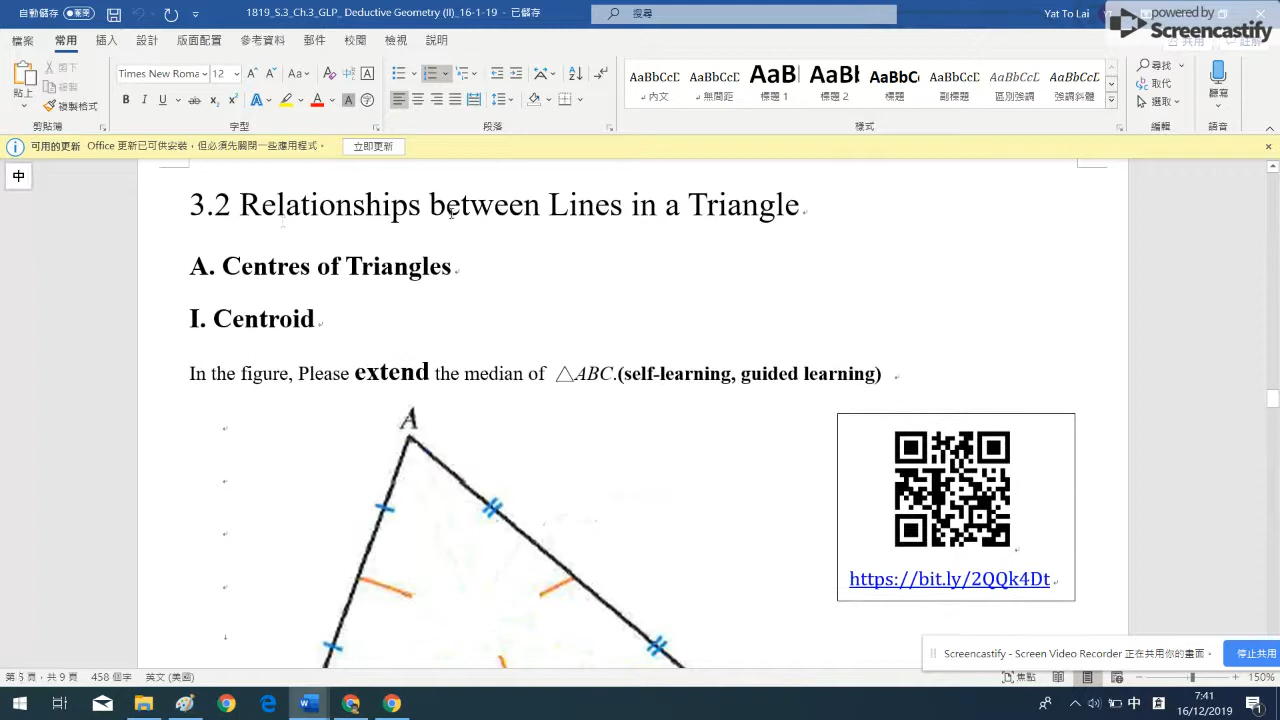 自動儲存
1819_S3_Ch3_GLP_Deductive Geometry (II)_16-1-19 - 已儲存
搜尋
Yat To Lai
powered by
Screencastify
檔案 常用 插入 設計 版面配置 參考資料 郵件 校閱 檢視 說明
共用 註解
貼上
剪下
複製
複製格式
剪貼簿
Times New Roma 12
字型
段落
AaBbCcD AaBbCcD AaBl AaBbl AaBbC AaBbCcD AaBbCcD AaBbCcD
內文 無間距 標題 1 標題 2 標題 副標題 區別強調 強調斜體
樣式
尋找
取代
選取
編輯
聽寫
語音
可用的更新 Office 更新已可供安裝，但必須先關閉一些應用程式。 立即更新
中
3.2 Relationships between Lines in a Triangle
A. Centres of Triangles
I. Centroid
In the figure, Please extend the median of △ABC.(self-learning, guided learning)
A
https://bit.ly/2QQk4Dt
Screencastify - Screen Video Recorder 正在共用你的畫面。 停止共用
第 5 頁，共 9 頁 458 個字 英文 (美國)
焦點
150%
中
7:41
16/12/2019